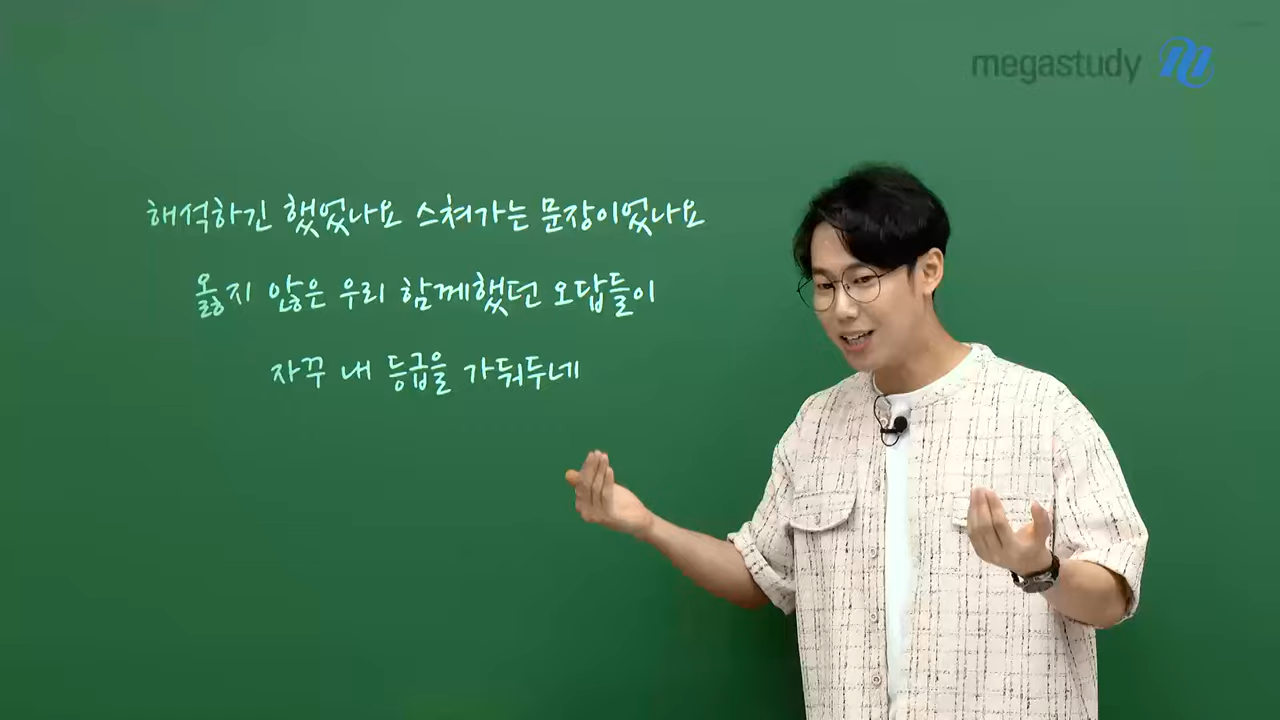 megastudy
해석하긴 했었나요 스쳐가는 문장이었나요
옳지 않은 우리 함께했던 오답들이
자꾸 내 등급을 가둬두네